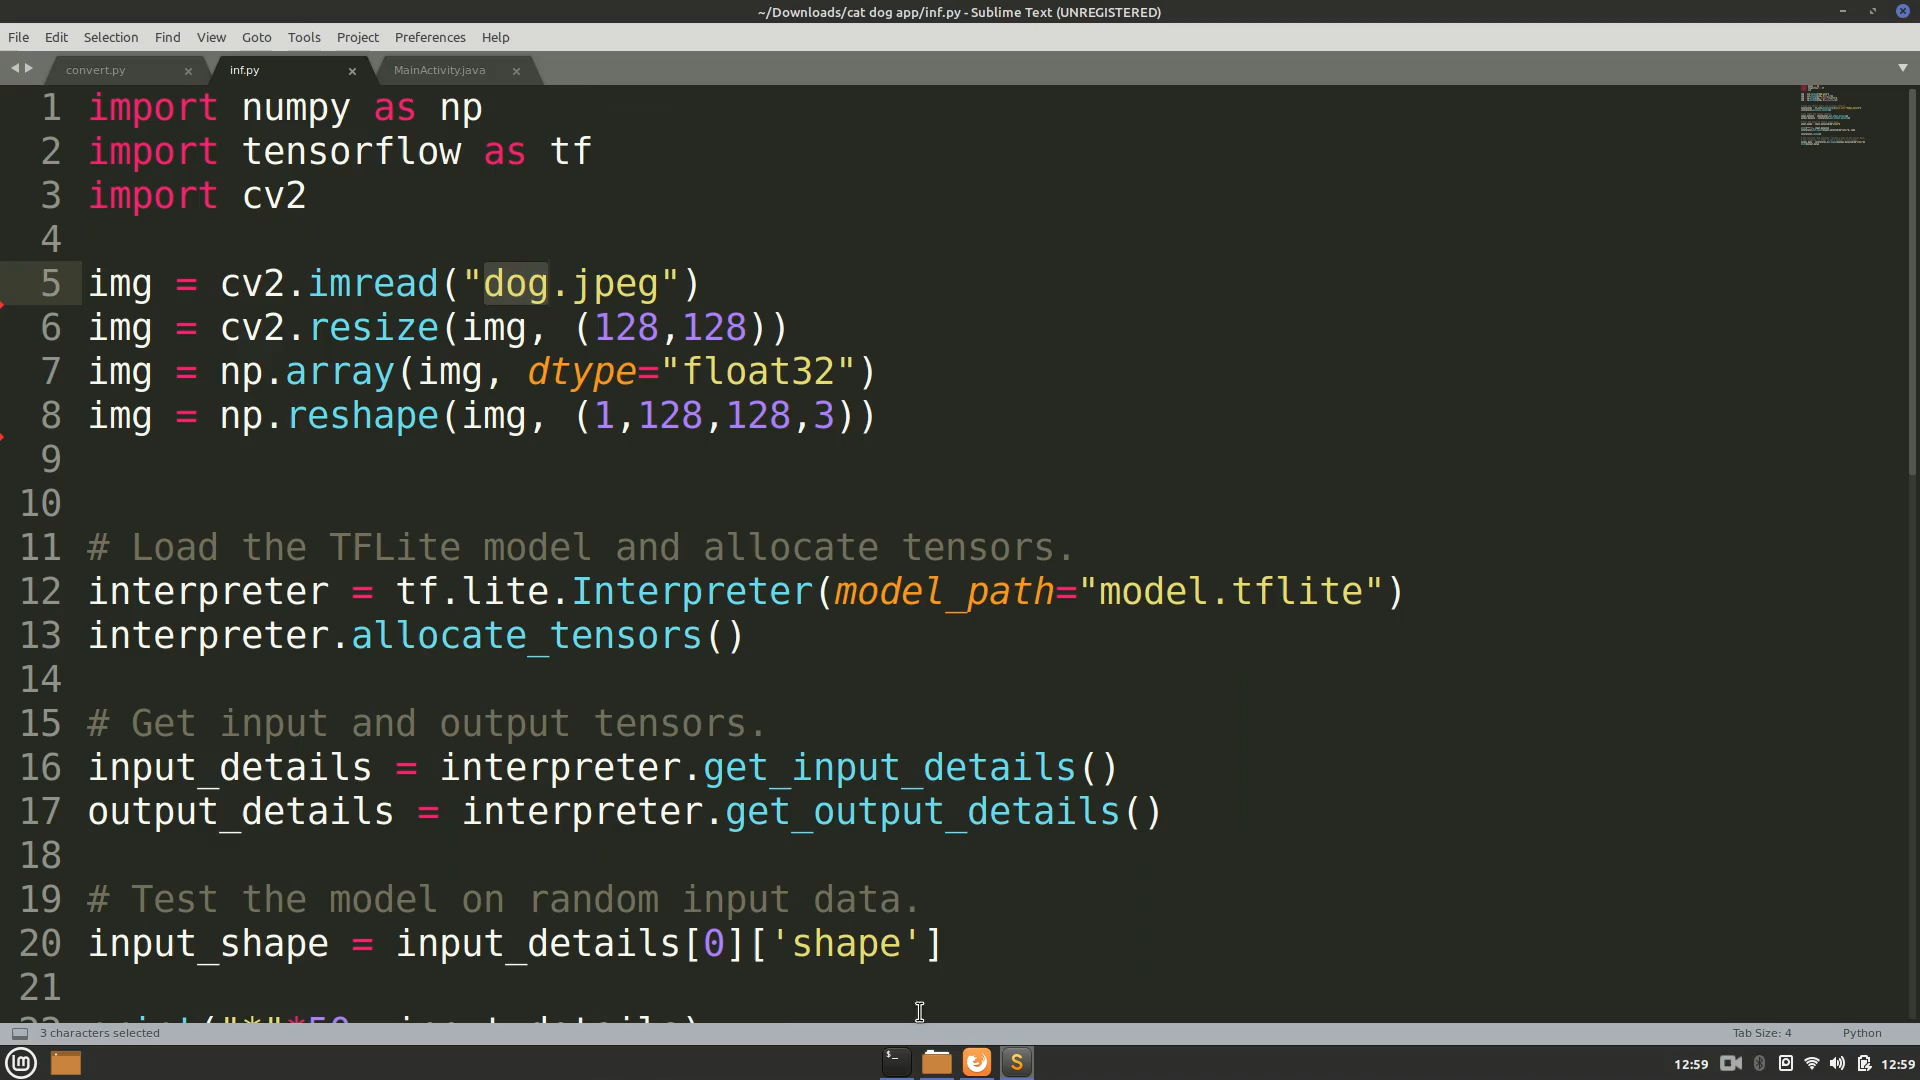 ~/Downloads/cat dog app/inf.py - Sublime Text (UNREGISTERED)
File Edit Selection Find View Goto Tools Project Preferences Help
convert.py inf.py MainActivity.java
1 import numpy as np
2 import tensorflow as tf
3 import cv2
4
5 img = cv2.imread("dog.jpeg")
6 img = cv2.resize(img, (128,128))
7 img = np.array(img, dtype="float32")
8 img = np.reshape(img, (1,128,128,3))
9
10
11 # Load the TFLite model and allocate tensors.
12 interpreter = tf.lite.Interpreter(model_path="model.tflite")
13 interpreter.allocate_tensors()
14
15 # Get input and output tensors.
16 input_details = interpreter.get_input_details()
17 output_details = interpreter.get_output_details()
18
19 # Test the model on random input data.
20 input_shape = input_details[0]['shape']
21
22 print("*"*50, input_details)
3 characters selected Tab Size: 4 Python
12:59 12:59